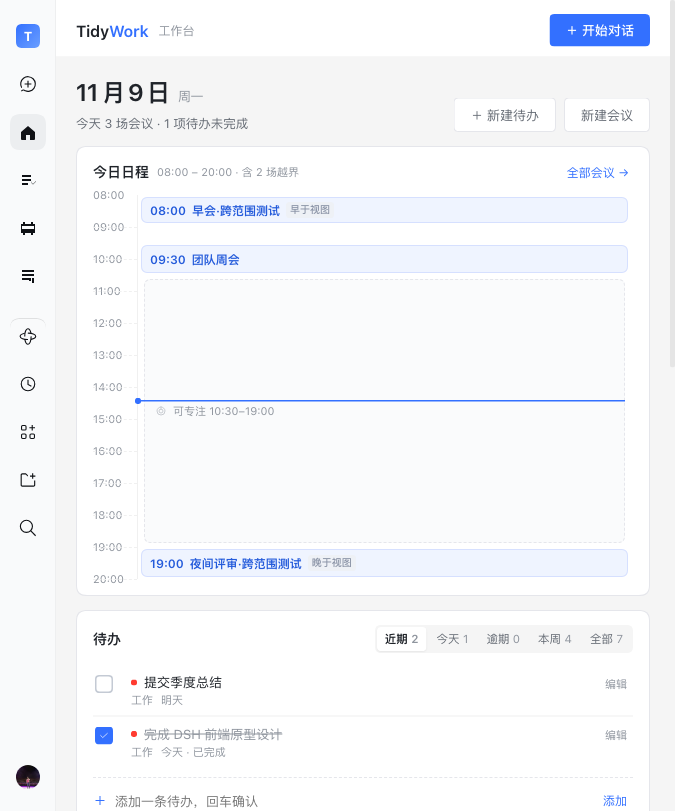 T
TidyWork 工作台
+ 开始对话
11月9日 周一
今天 3 场会议 · 1 项待办未完成
+ 新建待办
新建会议
今日日程 08:00 – 20:00 · 含 2 场越界
全部会议 →
08:00
08:00 早会·跨范围测试 早于视图
09:00
10:00
09:30 团队周会
11:00
12:00
13:00
14:00
15:00
可专注 10:30–19:00
16:00
17:00
18:00
19:00
19:00 夜间评审·跨范围测试 晚于视图
20:00
待办
近期 2 今天 1 逾期 0 本周 4 全部 7
提交季度总结
编辑
工作 明天
完成 DSH 前端原型设计
编辑
工作 今天 · 已完成
+ 添加一条待办，回车确认
添加